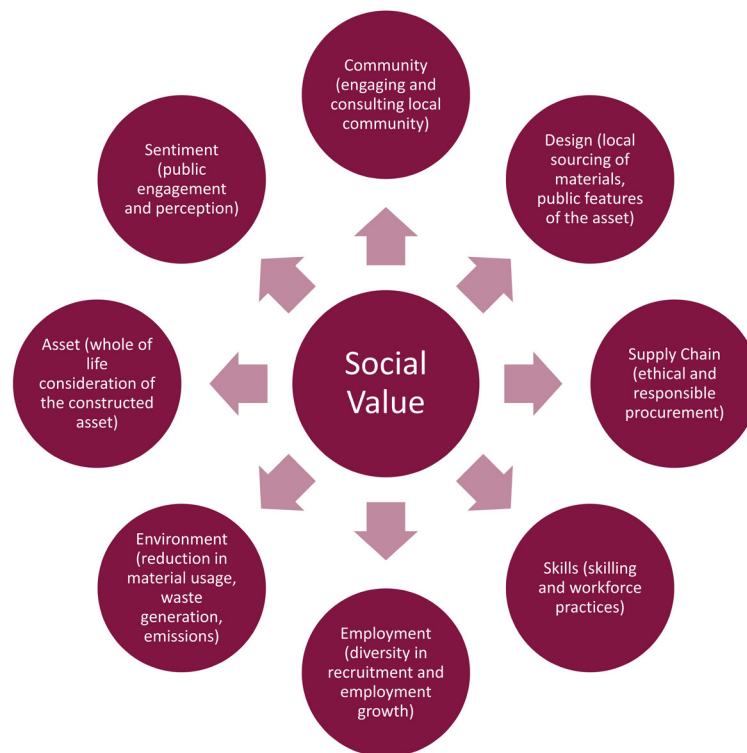 Community
(engaging and
consulting local
community)
Design (local
sourcing of
materials,
public features
of the asset)
Supply Chain
(ethical and
responsible
procurement)
Skills (skilling
and workforce
practices)
Employment
(diversity in
recruitment and
employment
growth)
Environment
(reduction in
material usage,
waste
generation,
emissions)
Asset (whole of
life
consideration of
the constructed
asset)
Sentiment
(public
engagement
and perception)
Social
Value